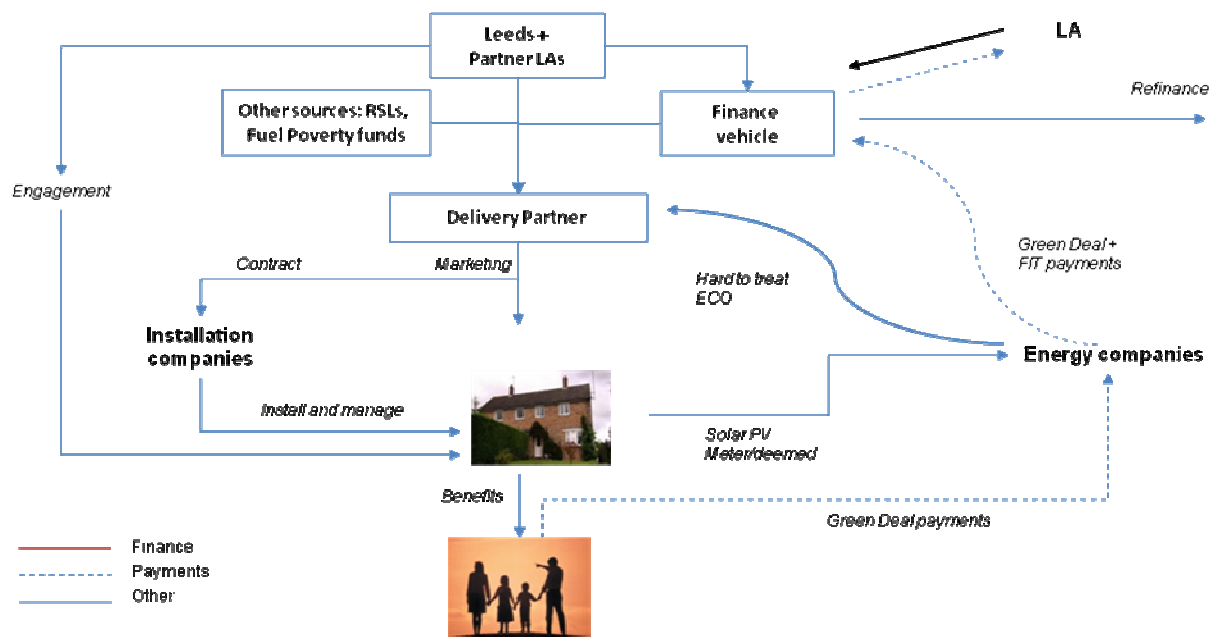 Leeds +
Partner LAs
LA
Other sources: RSLs,
Fuel Poverty funds
Finance
vehicle
Refinance
Engagement
Delivery Partner
Contract
Marketing
Hard to treat
ECO
Green Deal +
FIT payments
Installation
companies
Energy companies
Install and manage
Solar PV
Meter/deemed
Benefits
Green Deal payments
Finance
Payments
Other